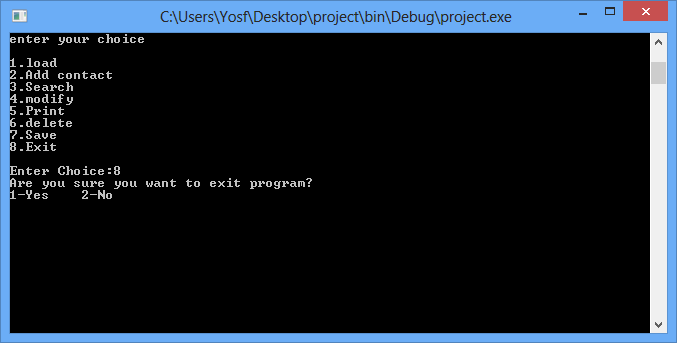 C:\Users\Yosf\Desktop\project\bin\Debug\project.exe
enter your choice
1.load
2.Add contact
3.Search
4.modify
5.Print
6.delete
7.Save
8.Exit
Enter Choice:8
Are you sure you want to exit program?
1-Yes    2-No